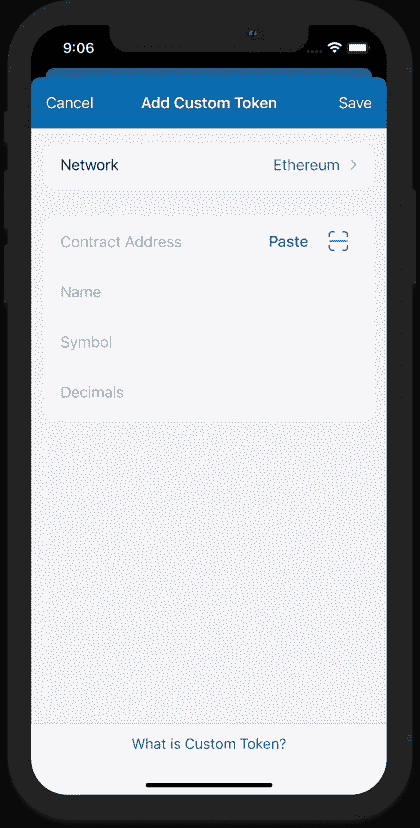 9:06
Cancel Add Custom Token Save
Network Ethereum
Contract Address Paste
Name
Symbol
Decimals
What is Custom Token?